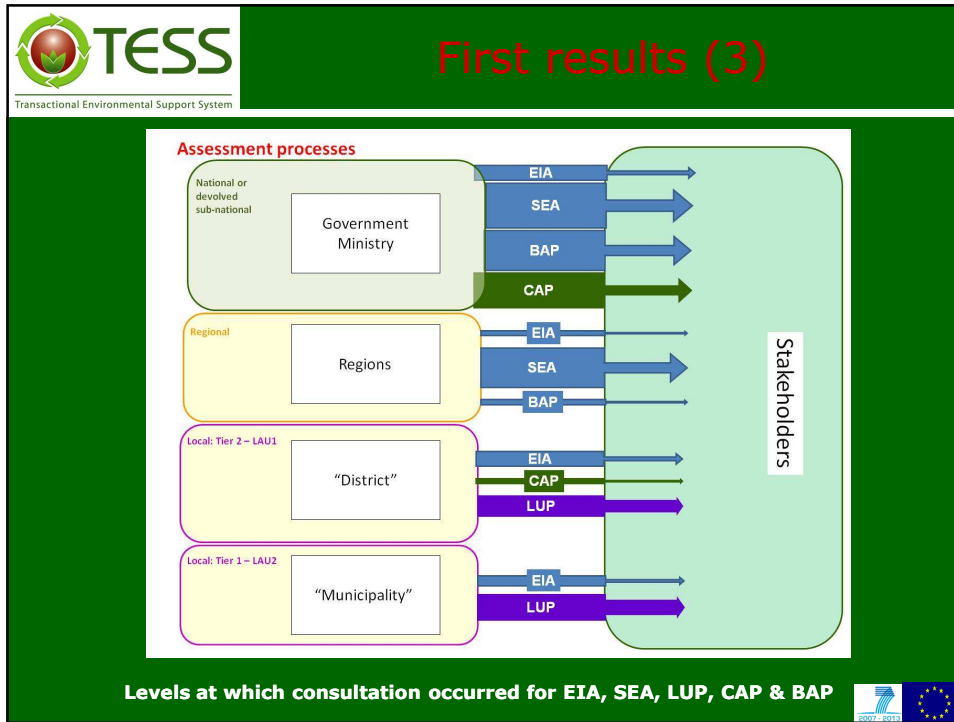 TESS
Transactional Environmental Support System
First results (3)
Assessment processes
National or
devolved
sub-national
Government
Ministry
EIA
SEA
BAP
CAP
Regional
Regions
EIA
SEA
BAP
Local: Tier 2 – LAU1
“District”
EIA
CAP
LUP
Local: Tier 1 – LAU2
“Municipality”
EIA
LUP
Stakeholders
Levels at which consultation occurred for EIA, SEA, LUP, CAP & BAP
2007 - 2013